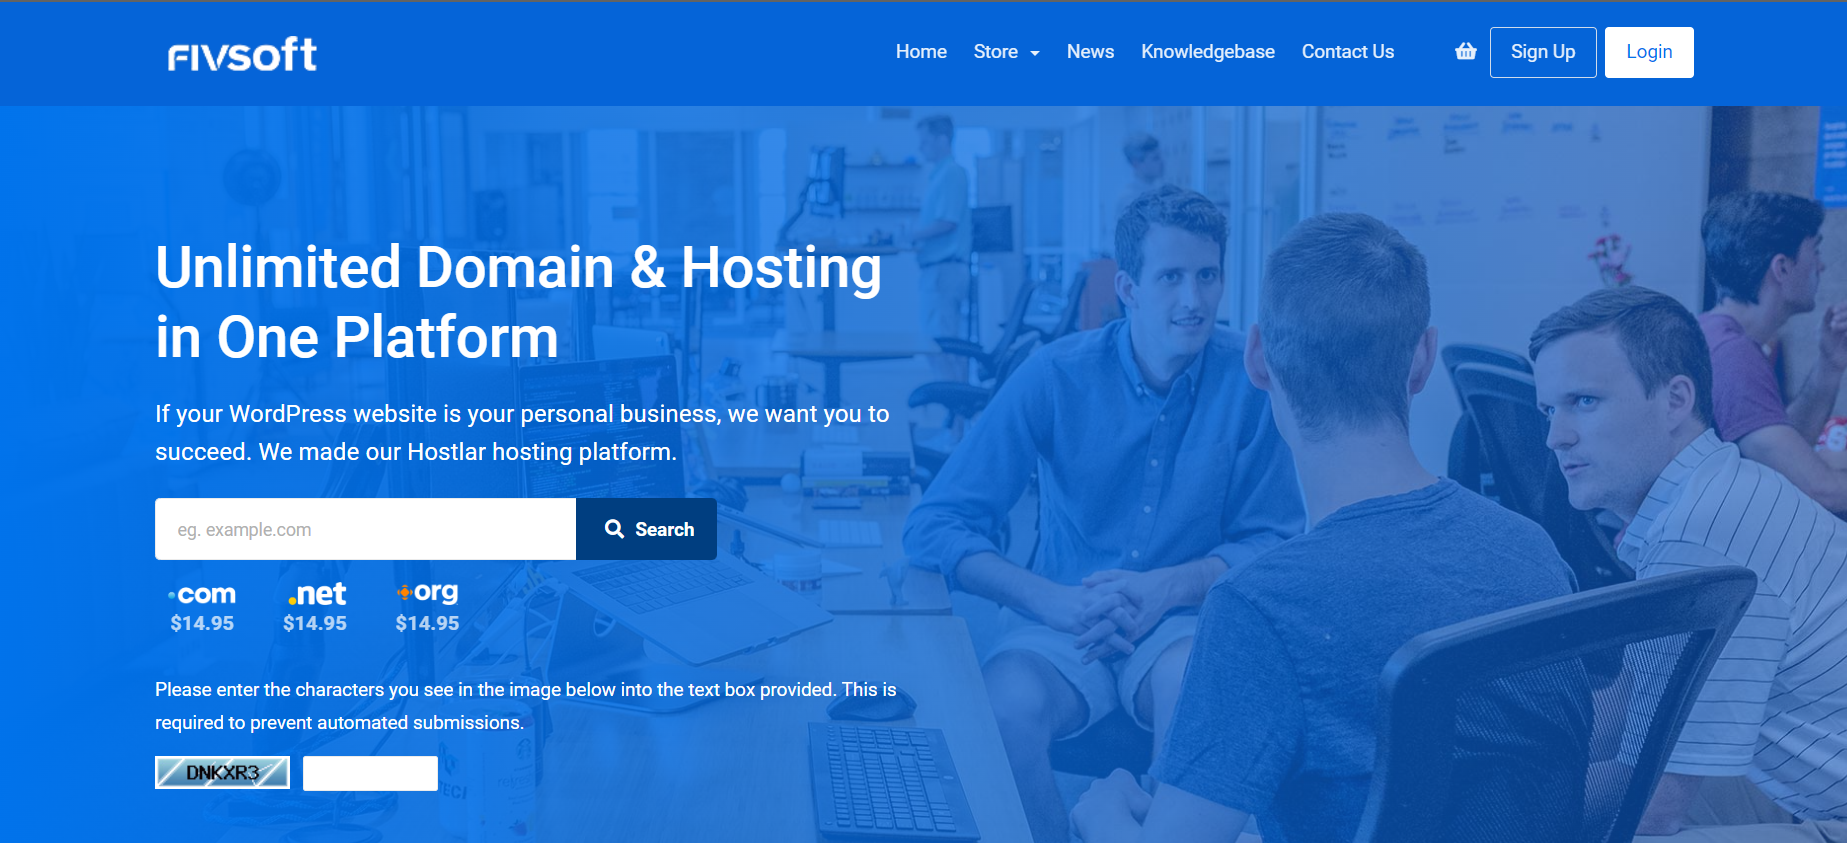 FIVSOFT
Home Store News Knowledgebase Contact Us Sign Up Login
Unlimited Domain & Hosting
in One Platform
If your WordPress website is your personal business, we want you to
succeed. We made our Hostlar hosting platform.
eg. example.com Search
.com .net .org
$14.95 $14.95 $14.95
Please enter the characters you see in the image below into the text box provided. This is
required to prevent automated submissions.
DNKXR3